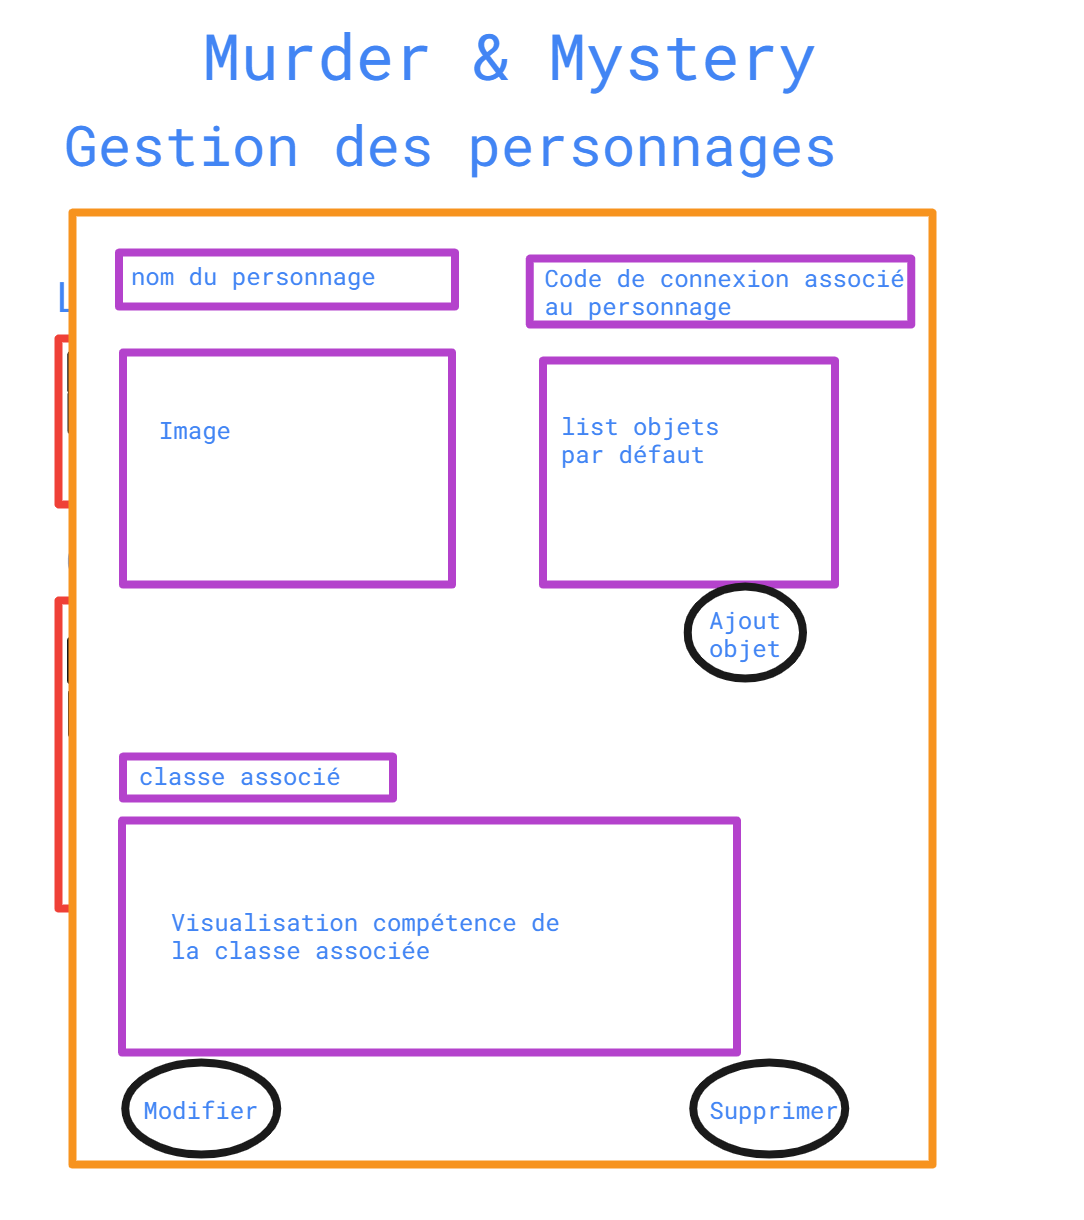 Murder & Mystery
Gestion des personnages
nom du personnage
Code de connexion associé
au personnage
Image
list objets
par défaut
Ajout
objet
classe associé
Visualisation compétence de
la classe associée
Modifier
Supprimer